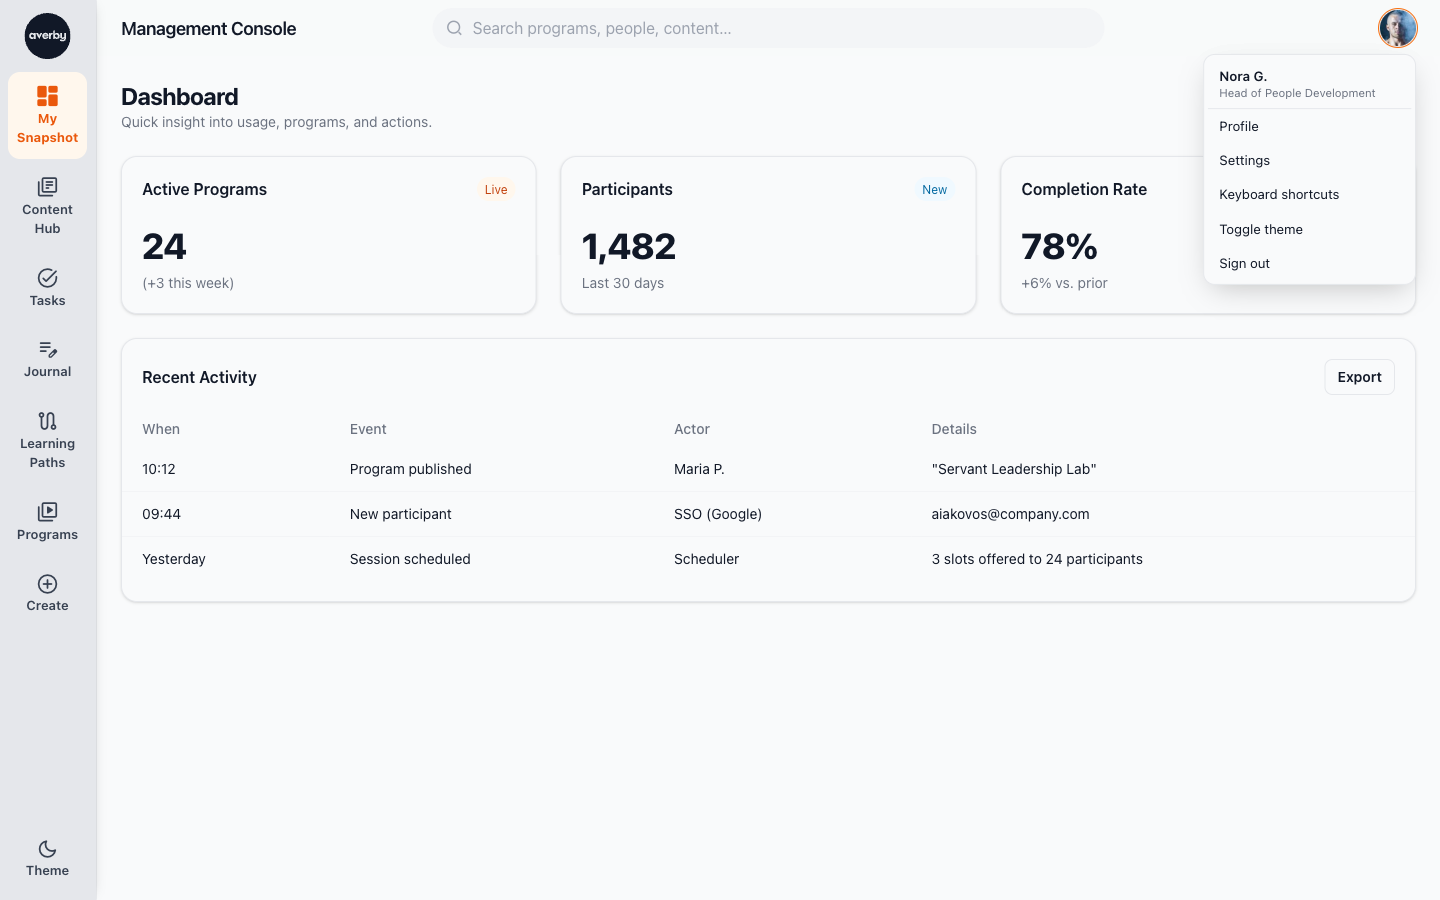 averby
Management Console
Search programs, people, content...
My
Snapshot
Content
Hub
Tasks
Journal
Learning
Paths
Programs
Create
Theme
Nora G.
Head of People Development
Profile
Settings
Keyboard shortcuts
Toggle theme
Sign out
Dashboard
Quick insight into usage, programs, and actions.
Active Programs
Live
24
(+3 this week)
Participants
New
1,482
Last 30 days
Completion Rate
78%
+6% vs. prior
Recent Activity
Export
When Event Actor Details
10:12 Program published Maria P. "Servant Leadership Lab"
09:44 New participant SSO (Google) aiakovos@company.com
Yesterday Session scheduled Scheduler 3 slots offered to 24 participants